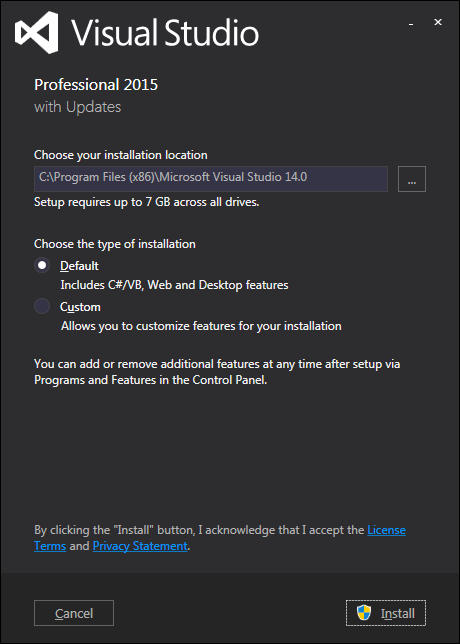 Visual Studio
Professional 2015
with Updates
Choose your installation location
C:\Program Files (x86)\Microsoft Visual Studio 14.0
...
Setup requires up to 7 GB across all drives.
Choose the type of installation
Default
Includes C#/VB, Web and Desktop features
Custom
Allows you to customize features for your installation
You can add or remove additional features at any time after setup via
Programs and Features in the Control Panel.
By clicking the "Install" button, I acknowledge that I accept the License
Terms and Privacy Statement.
Cancel
Install